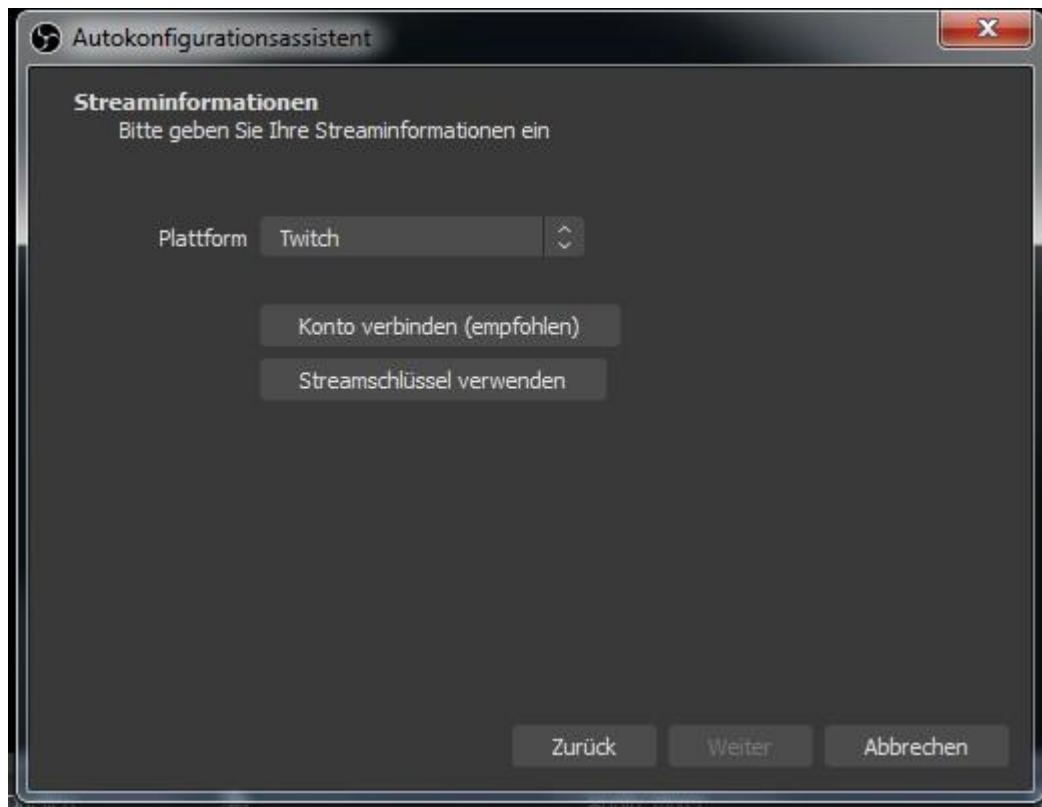 Autokonfigurationsassistent
Streaminformationen
Bitte geben Sie Ihre Streaminformationen ein
Plattform Twitch
Konto verbinden (empfohlen)
Streamschlüssel verwenden
Zurück Weiter Abbrechen